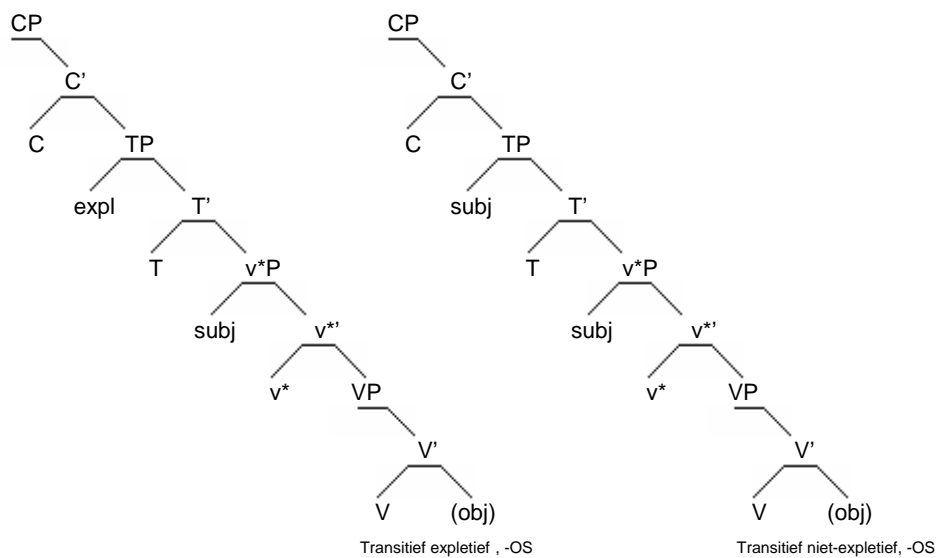 CP CP
C’ C’
C TP C TP
expl T’ subj T’
T v*P T v*P
subj v*’ subj v*’
v* VP v* VP
V’ V’
V (obj) V (obj)
Transitief expletief , -OS Transitief niet-expletief, -OS